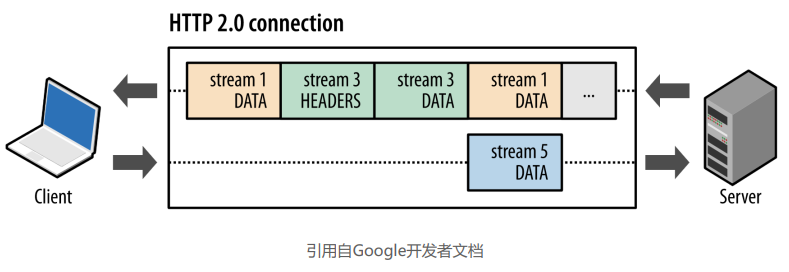 HTTP 2.0 connection
stream 1
DATA
stream 3
HEADERS
stream 3
DATA
stream 1
DATA
...
stream 5
DATA
Client
Server
引用自Google开发者文档